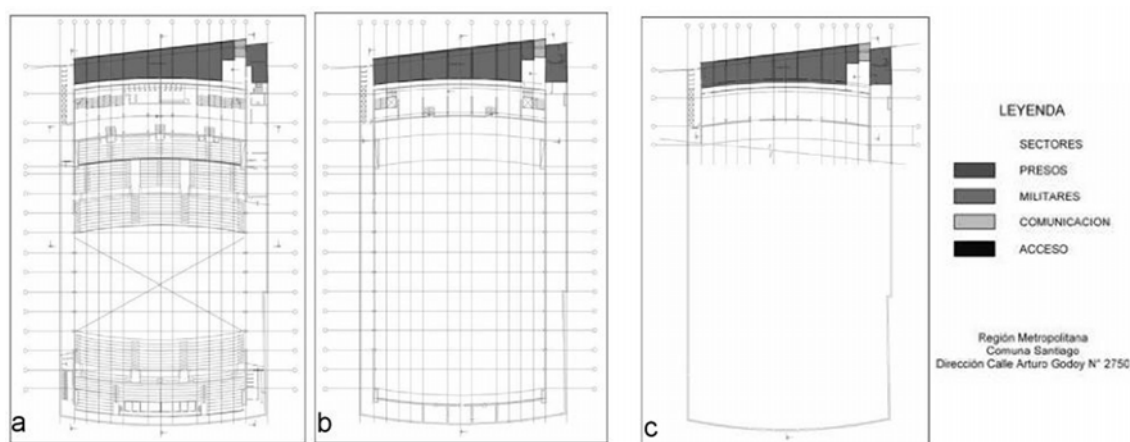 a
b
c
LEYENDA
SECTORES
PRESOS
MILITARES
COMUNICACION
ACCESO
Región Metropolitana
Comuna Santiago
Dirección Calle Arturo Godoy N° 2750